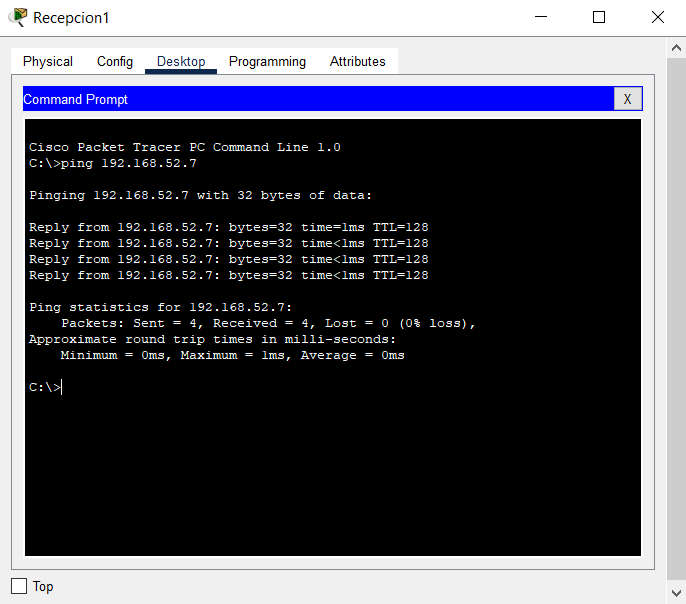 Recepcion1
Physical Config Desktop Programming Attributes
Command Prompt X
Cisco Packet Tracer PC Command Line 1.0
C:\>ping 192.168.52.7
Pinging 192.168.52.7 with 32 bytes of data:
Reply from 192.168.52.7: bytes=32 time=1ms TTL=128
Reply from 192.168.52.7: bytes=32 time<1ms TTL=128
Reply from 192.168.52.7: bytes=32 time<1ms TTL=128
Reply from 192.168.52.7: bytes=32 time<1ms TTL=128
Ping statistics for 192.168.52.7:
    Packets: Sent = 4, Received = 4, Lost = 0 (0% loss),
Approximate round trip times in milli-seconds:
    Minimum = 0ms, Maximum = 1ms, Average = 0ms
C:\>
Top